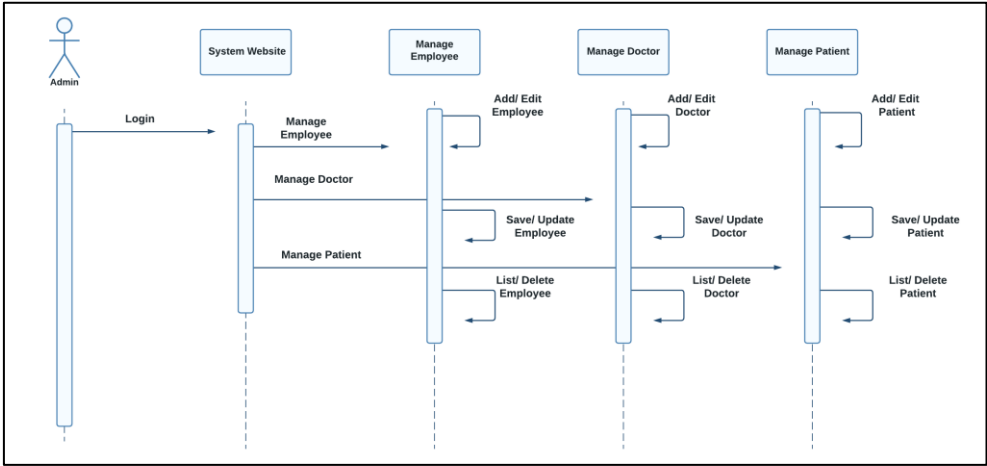 Admin
System Website
Manage
Employee
Manage Doctor
Manage Patient
Login
Manage
Employee
Add/ Edit
Employee
Add/ Edit
Doctor
Add/ Edit
Patient
Manage Doctor
Save/ Update
Employee
Save/ Update
Doctor
Save/ Update
Patient
Manage Patient
List/ Delete
Employee
List/ Delete
Doctor
List/ Delete
Patient